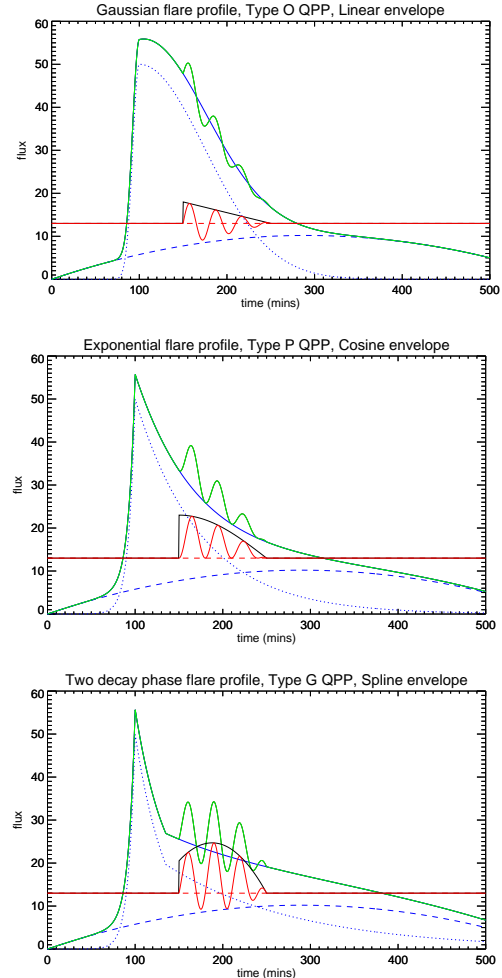 Gaussian flare profile, Type O QPP, Linear envelope
60
50
40
30
20
10
0
flux
0 100 200 300 400 500
time (mins)
Exponential flare profile, Type P QPP, Cosine envelope
60
50
40
30
20
10
0
flux
0 100 200 300 400 500
time (mins)
Two decay phase flare profile, Type G QPP, Spline envelope
60
50
40
30
20
10
0
flux
0 100 200 300 400 500
time (mins)